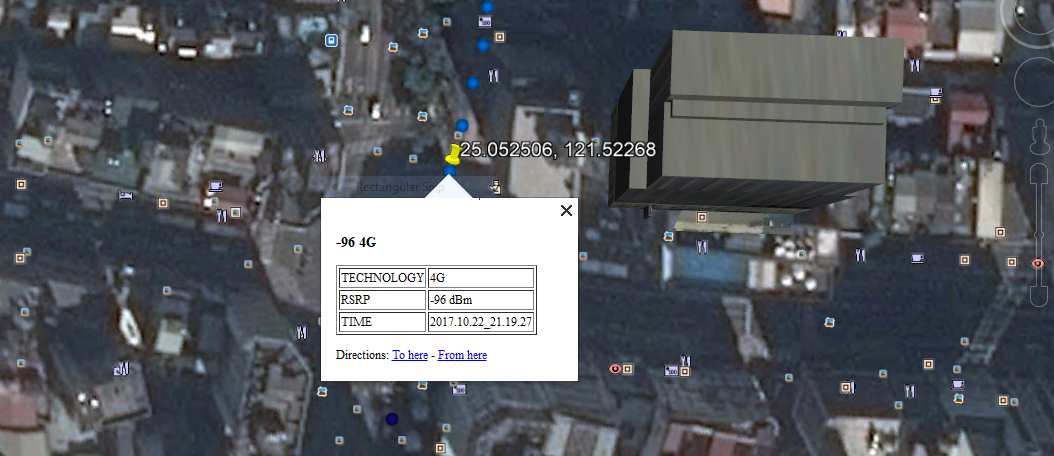 25.052506, 121.52268
Rectangular Snip
-96 4G
TECHNOLOGY 4G
RSRP -96 dBm
TIME 2017.10.22_21.19.27
Directions: To here - From here